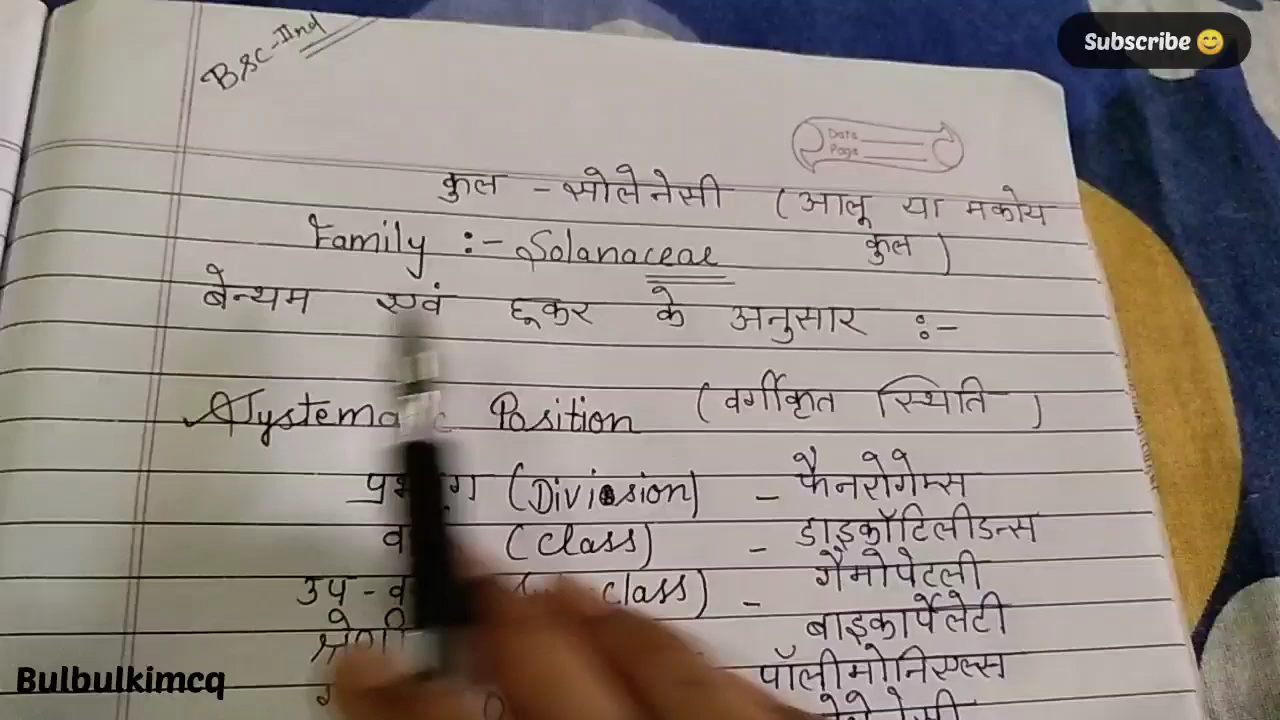 BSC-IInd
Subscribe 😊
Date
Page
कुल - सोलेनेसी (आलू या मकोय
कुल)
Family :- Solanaceae
बेन्थम एवं हूकर के अनुसार :-
Position (वर्गीकृत स्थिति)
(Division) - फैनरोगेम्स
(class) - डाइकॉटिलीडन्स
उप - class) - गैमोपेटली
श्रेणी बाइकार्पेलेटी
पॉलीमोनिएल्स
Bulbulkimcq